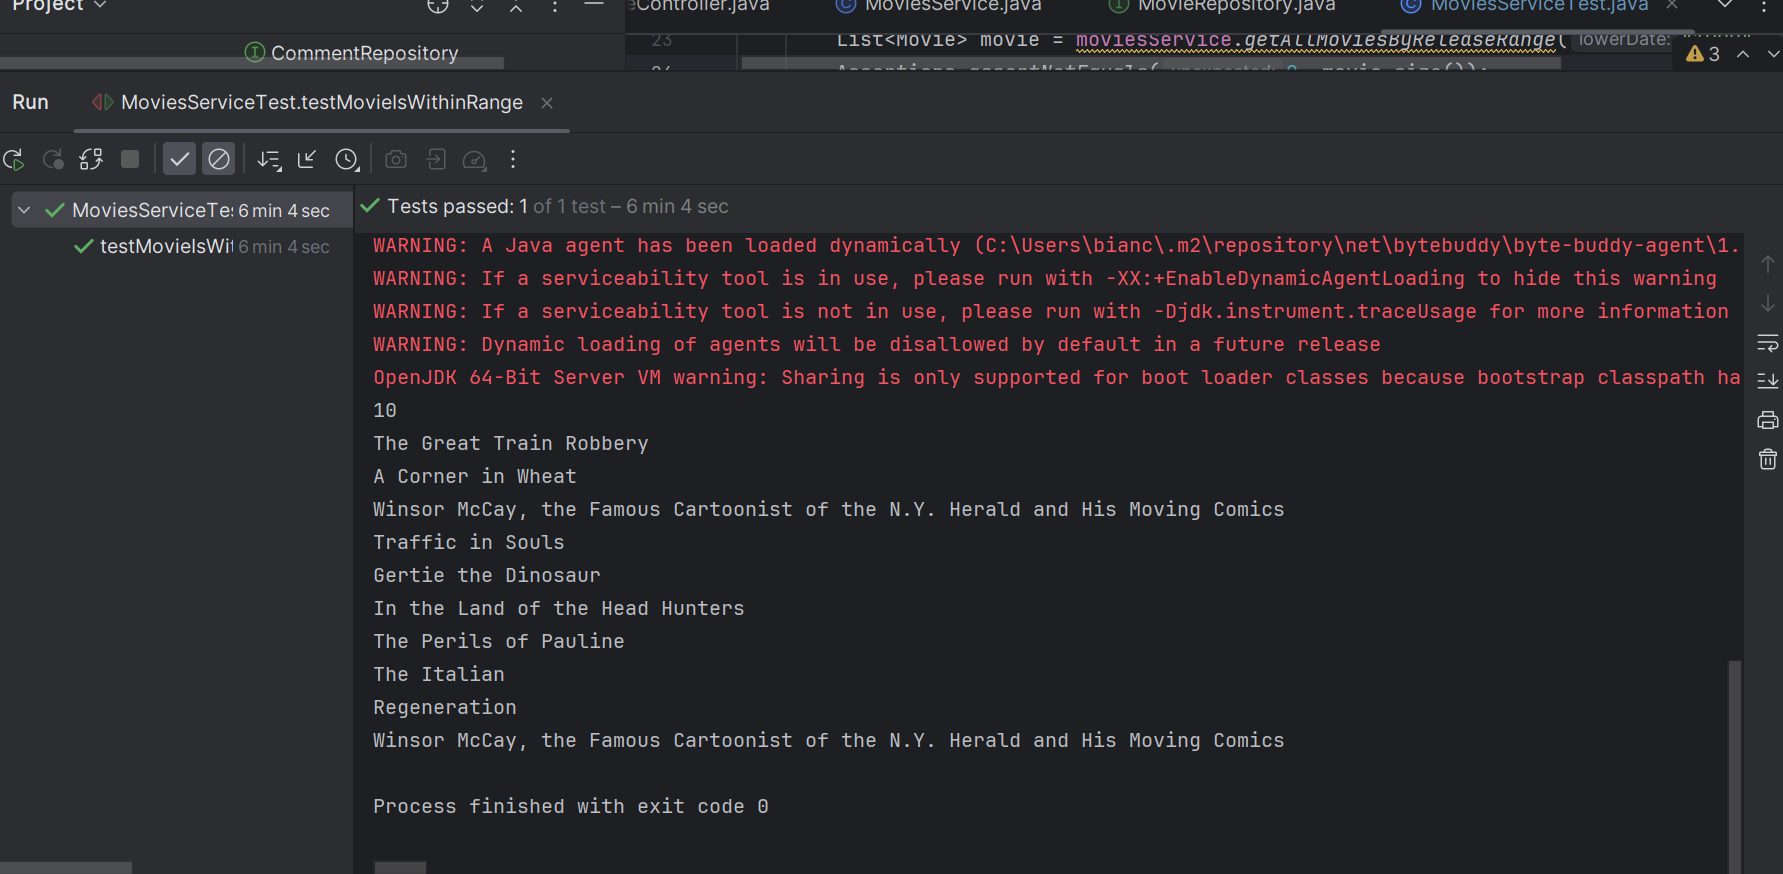 Project
Controller.java MoviesService.java MovieRepository.java MoviesServiceTest.java
CommentRepository
23 List<Movie> movie = moviesService.getAllMoviesByReleaseRange( lowerDate:
3
Assertions.assertNotEquals( unexpected: 0, movie.size());
Run MoviesServiceTest.testMovieIsWithinRange
MoviesServiceTes 6 min 4 sec
testMovieIsWit 6 min 4 sec
Tests passed: 1 of 1 test – 6 min 4 sec
WARNING: A Java agent has been loaded dynamically (C:\Users\bianc\.m2\repository\net\bytebuddy\byte-buddy-agent\1.
WARNING: If a serviceability tool is in use, please run with -XX:+EnableDynamicAgentLoading to hide this warning
WARNING: If a serviceability tool is not in use, please run with -Djdk.instrument.traceUsage for more information
WARNING: Dynamic loading of agents will be disallowed by default in a future release
OpenJDK 64-Bit Server VM warning: Sharing is only supported for boot loader classes because bootstrap classpath ha
10
The Great Train Robbery
A Corner in Wheat
Winsor McCay, the Famous Cartoonist of the N.Y. Herald and His Moving Comics
Traffic in Souls
Gertie the Dinosaur
In the Land of the Head Hunters
The Perils of Pauline
The Italian
Regeneration
Winsor McCay, the Famous Cartoonist of the N.Y. Herald and His Moving Comics
Process finished with exit code 0